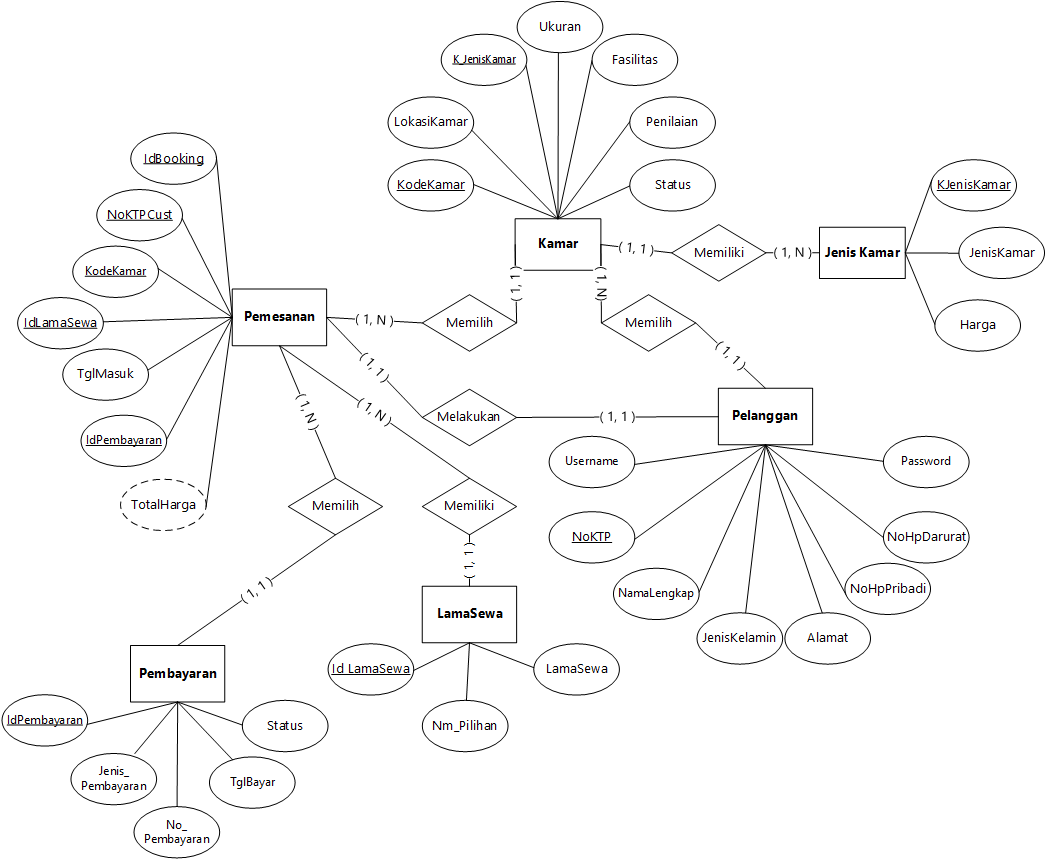 Ukuran
K_JenisKamar
Fasilitas
LokasiKamar
Penilaian
KodeKamar
Status
IdBooking
NoKTPCust
KodeKamar
IdLamaSewa
TglMasuk
IdPembayaran
TotalHarga
Pemesanan
Kamar
( 1, 1 )
Memiliki
( 1, N )
Jenis Kamar
KJenisKamar
JenisKamar
Harga
( 1, N )
Memilih
( 1, 1 )
( 1, N )
Memilih
( 1, 1 )
( 1, 1 )
Melakukan
( 1, 1 )
Pelanggan
Username
Password
NoKTP
NoHpDarurat
NamaLengkap
NoHpPribadi
JenisKelamin
Alamat
( 1, N )
Memilih
( 1, 1 )
( 1, N )
Memiliki
( 1, 1 )
LamaSewa
Id_LamaSewa
Nm_Pilihan
LamaSewa
Pembayaran
IdPembayaran
Jenis_
Pembayaran
No_
Pembayaran
TglBayar
Status